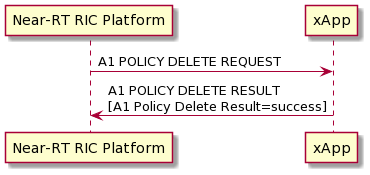 Near-RT RIC Platform xApp
A1 POLICY DELETE REQUEST
A1 POLICY DELETE RESULT
[A1 Policy Delete Result=success]
Near-RT RIC Platform xApp